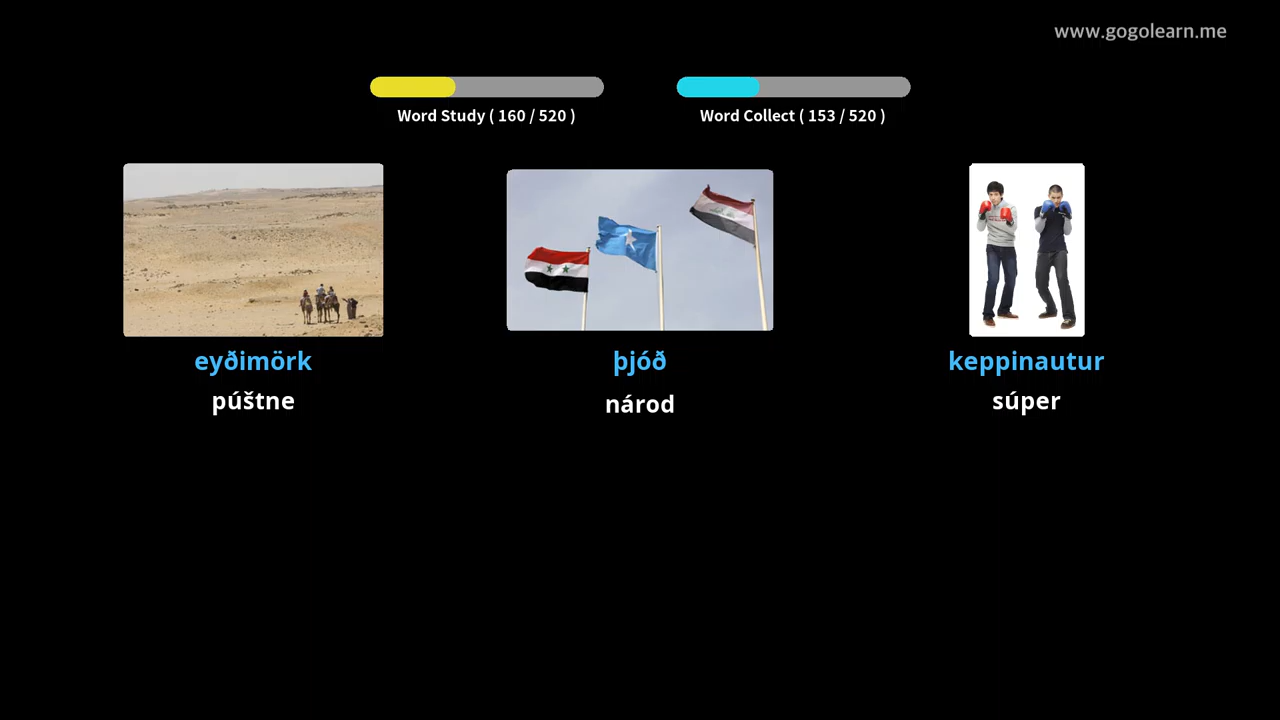 www.gogolearn.me
Word Study ( 160 / 520 )
Word Collect ( 153 / 520 )
eyðimörk
þjóð
keppinautur
púštne
národ
súper